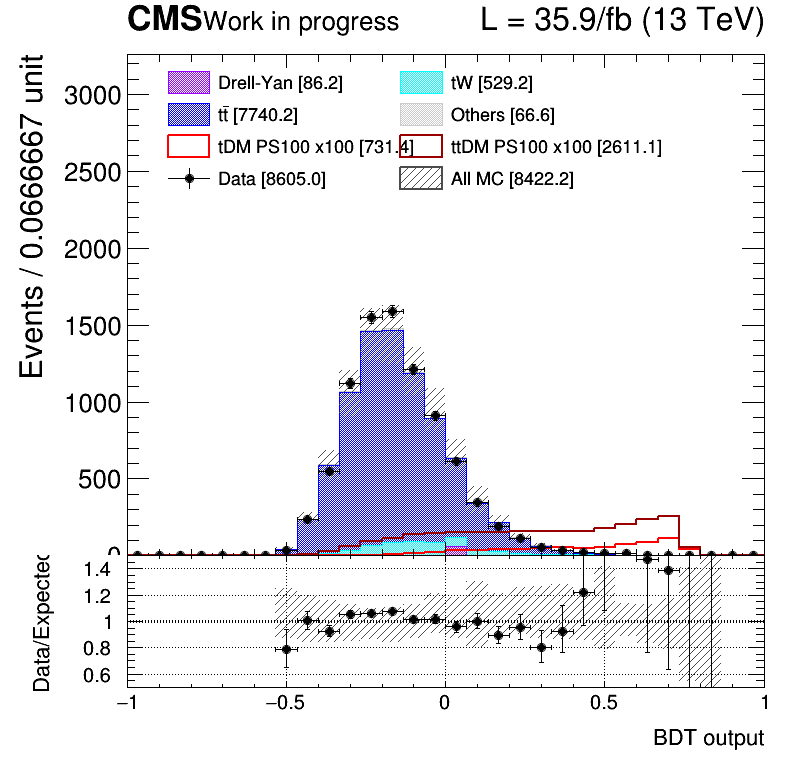 CMS Work in progress L = 35.9/fb (13 TeV)
Events / 0.0666667 unit
3000
2500
2000
1500
1000
500
0
Drell-Yan [86.2]
tW [529.2]
tt̄ [7740.2]
Others [66.6]
tDM PS100 x100 [731.4]
ttDM PS100 x100 [2611.1]
Data [8605.0]
All MC [8422.2]
Data/Expected
1.4
1.2
1
0.8
0.6
−1 −0.5 0 0.5 1
BDT output